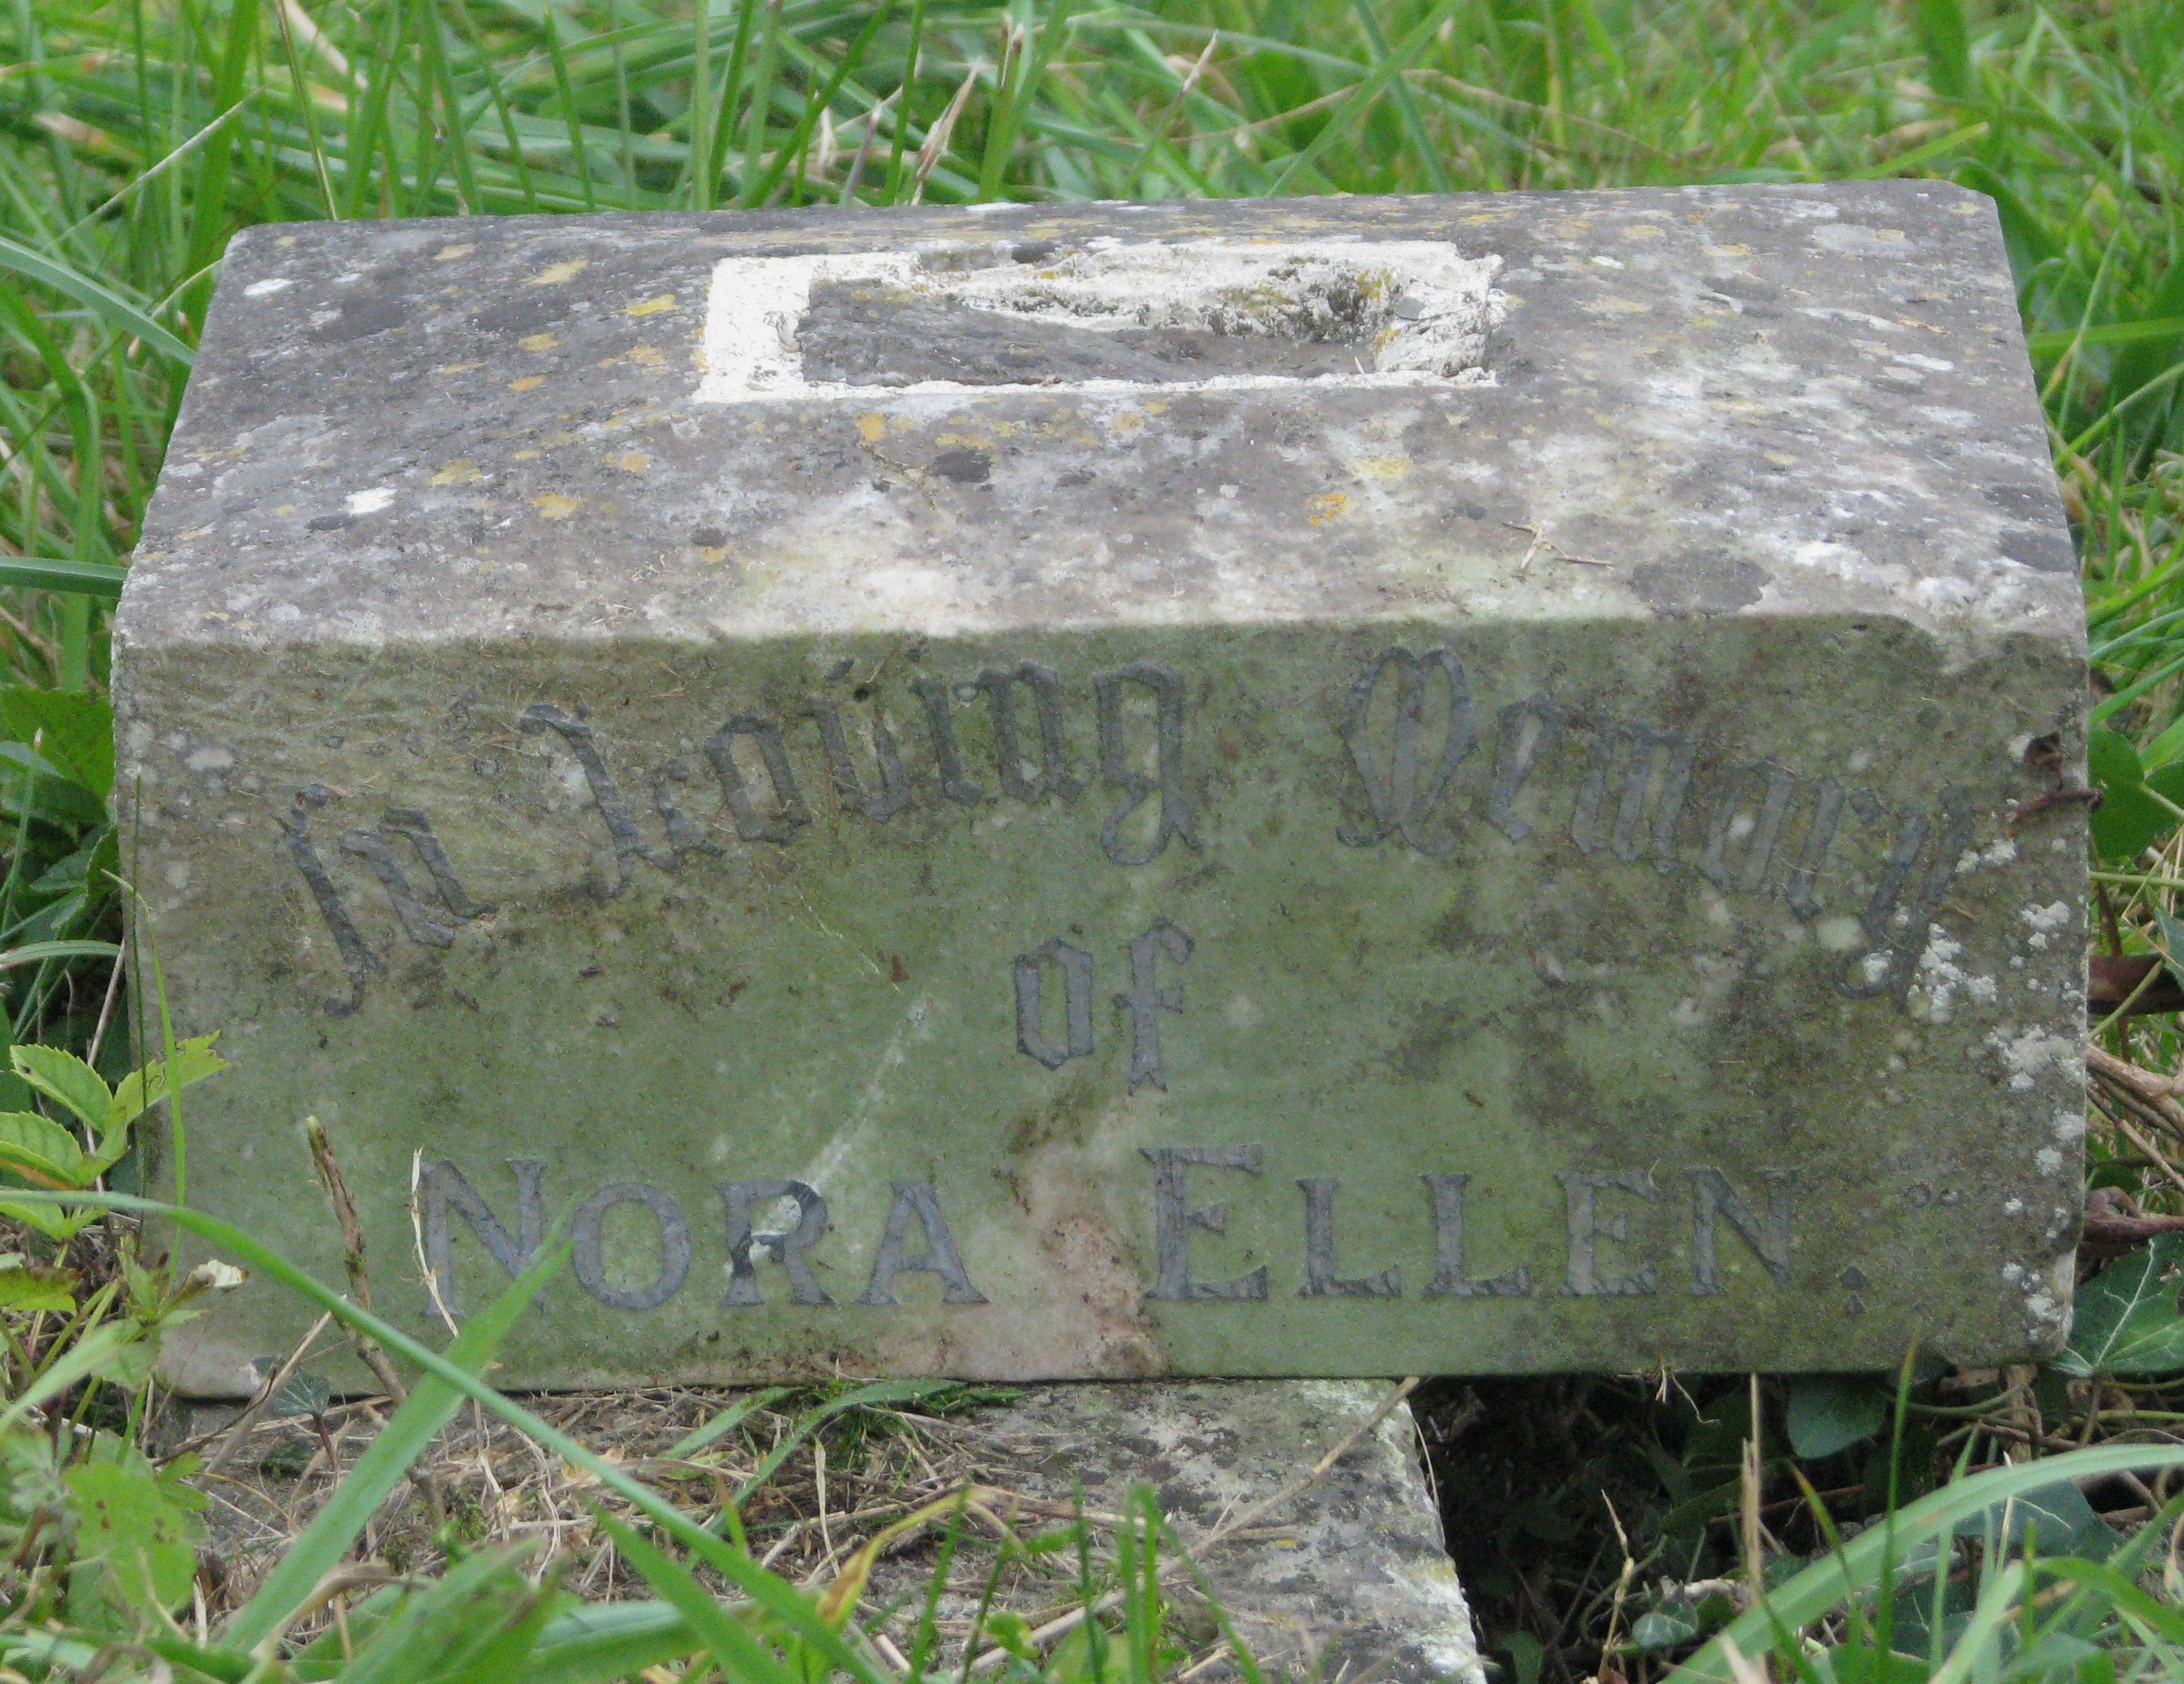 In Loving Memory
of
NORA ELLEN.